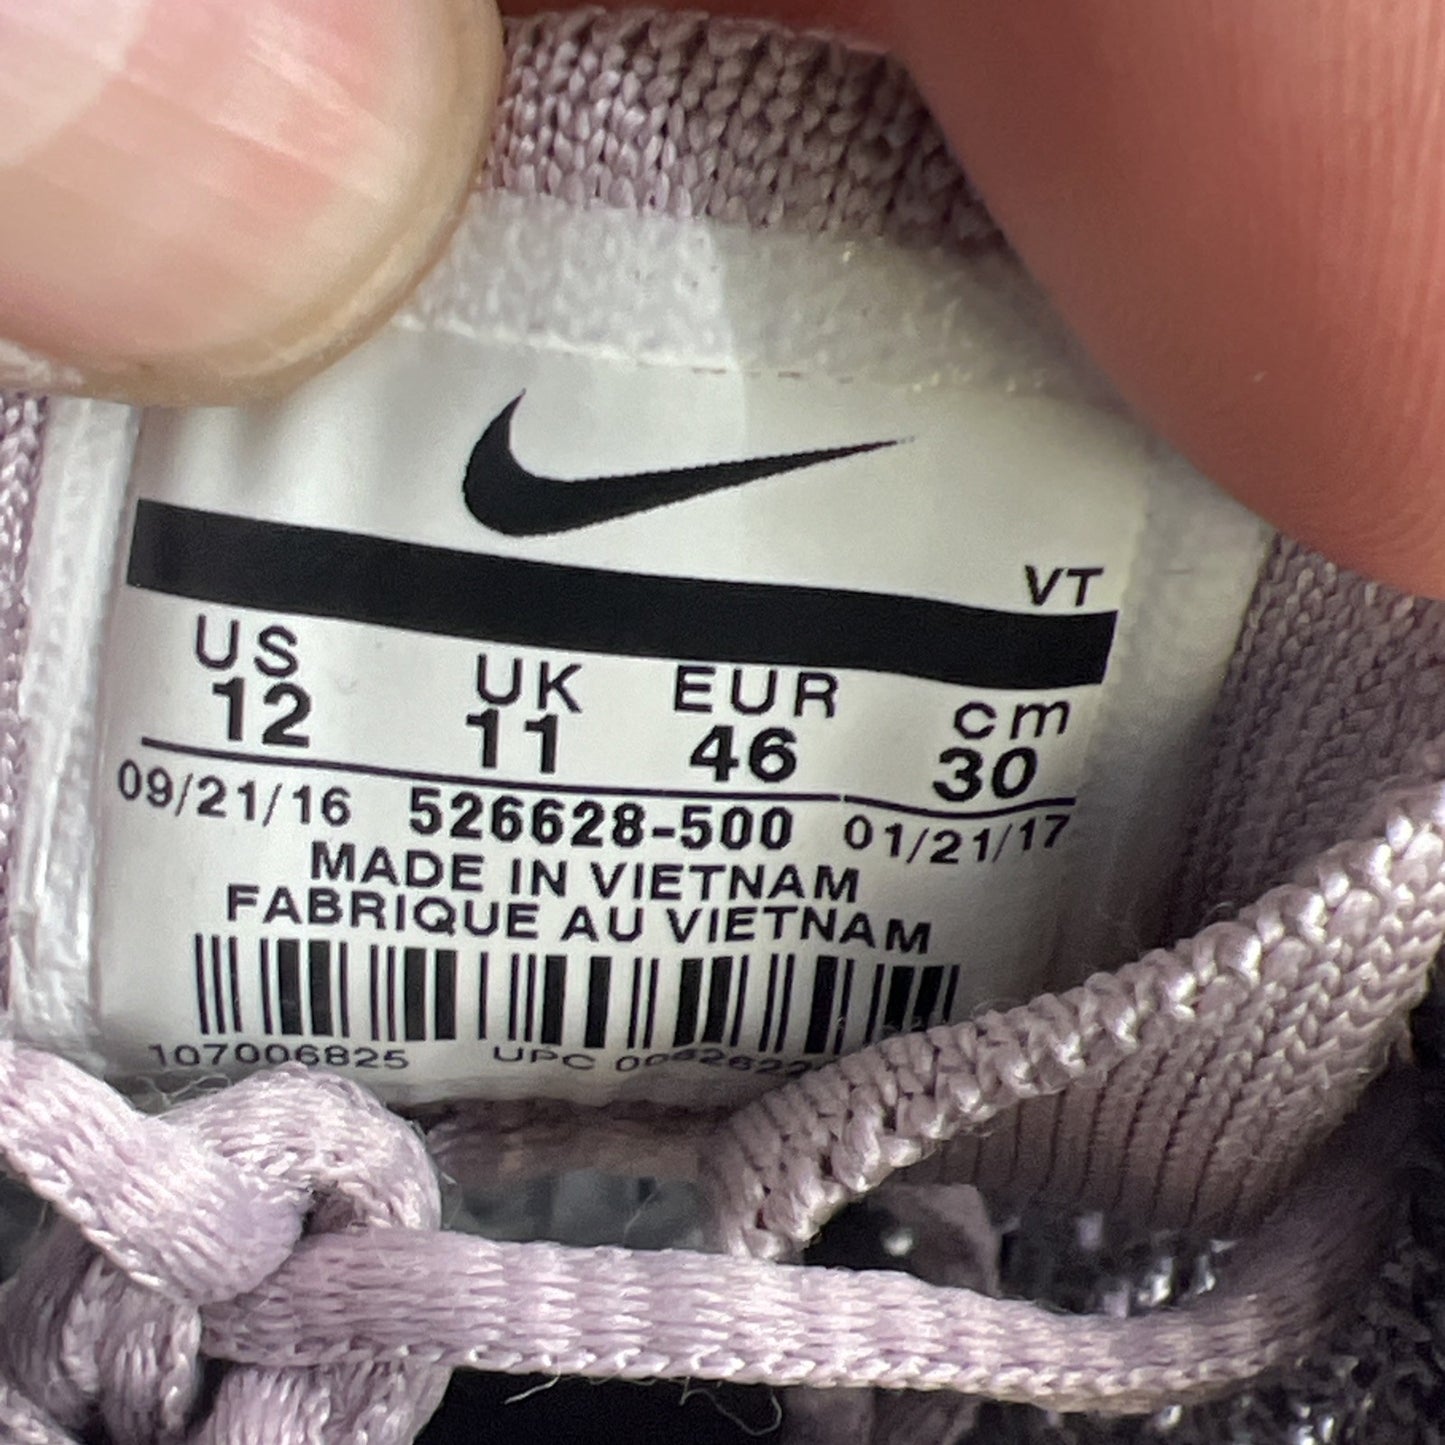 VT
US UK EUR cm
12 11 46 30
09/21/16 526628-500 01/21/17
MADE IN VIETNAM
FABRIQUE AU VIETNAM
107006825 UPC